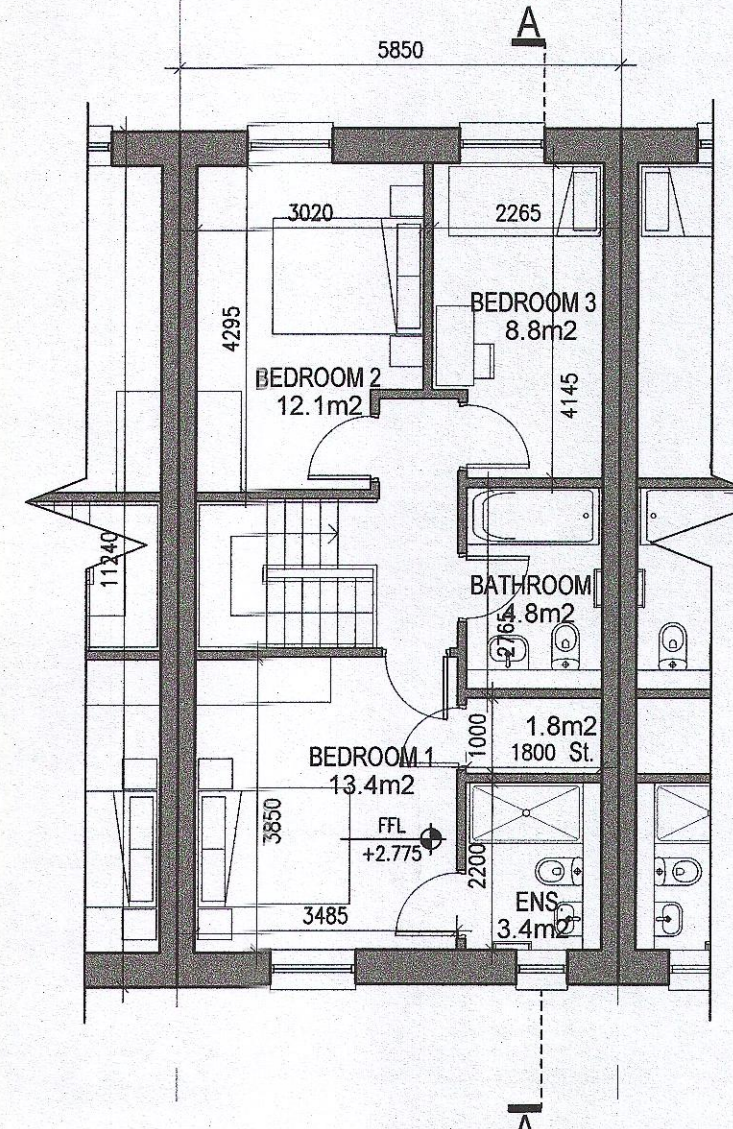 A
5850
3020
2265
BEDROOM 3
8.8m2
4295
BEDROOM 2
12.1m2
4145
11240
BATHROOM
4.8m2
2765
1.8m2
1800 St.
1000
BEDROOM 1
13.4m2
3850
FFL
+2.775
2200
ENS
3.4m2
3485
A